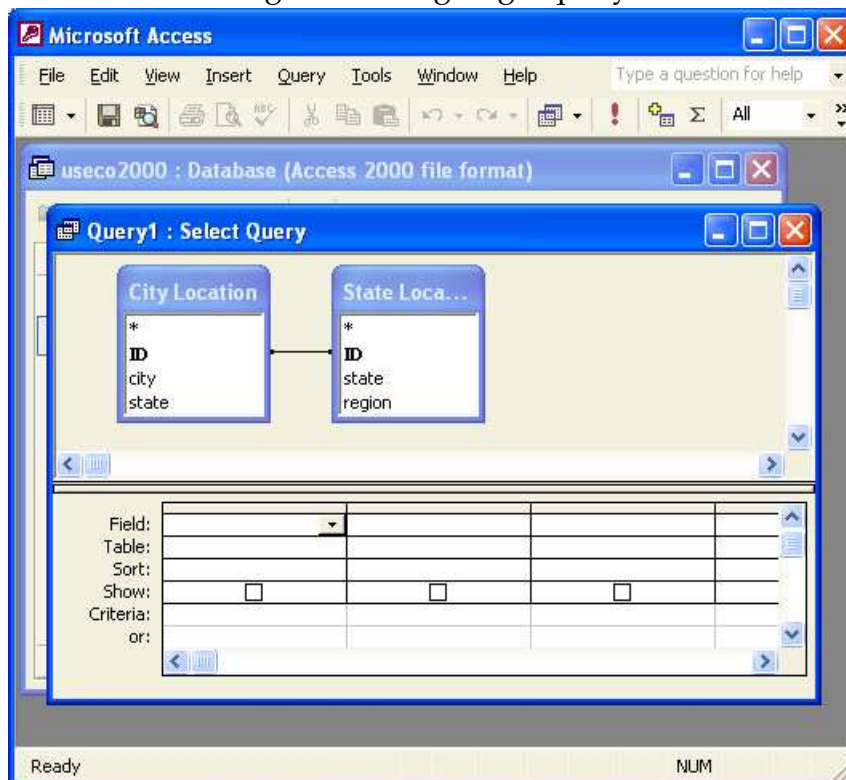 Microsoft Access
File Edit View Insert Query Tools Window Help Type a question for help
ABC Σ All
useco2000 : Database (Access 2000 file format)
Query1 : Select Query
City Location State Loca...
* *
ID ID
city state
state region
Field:
Table:
Sort:
Show:
Criteria:
or:
Ready NUM